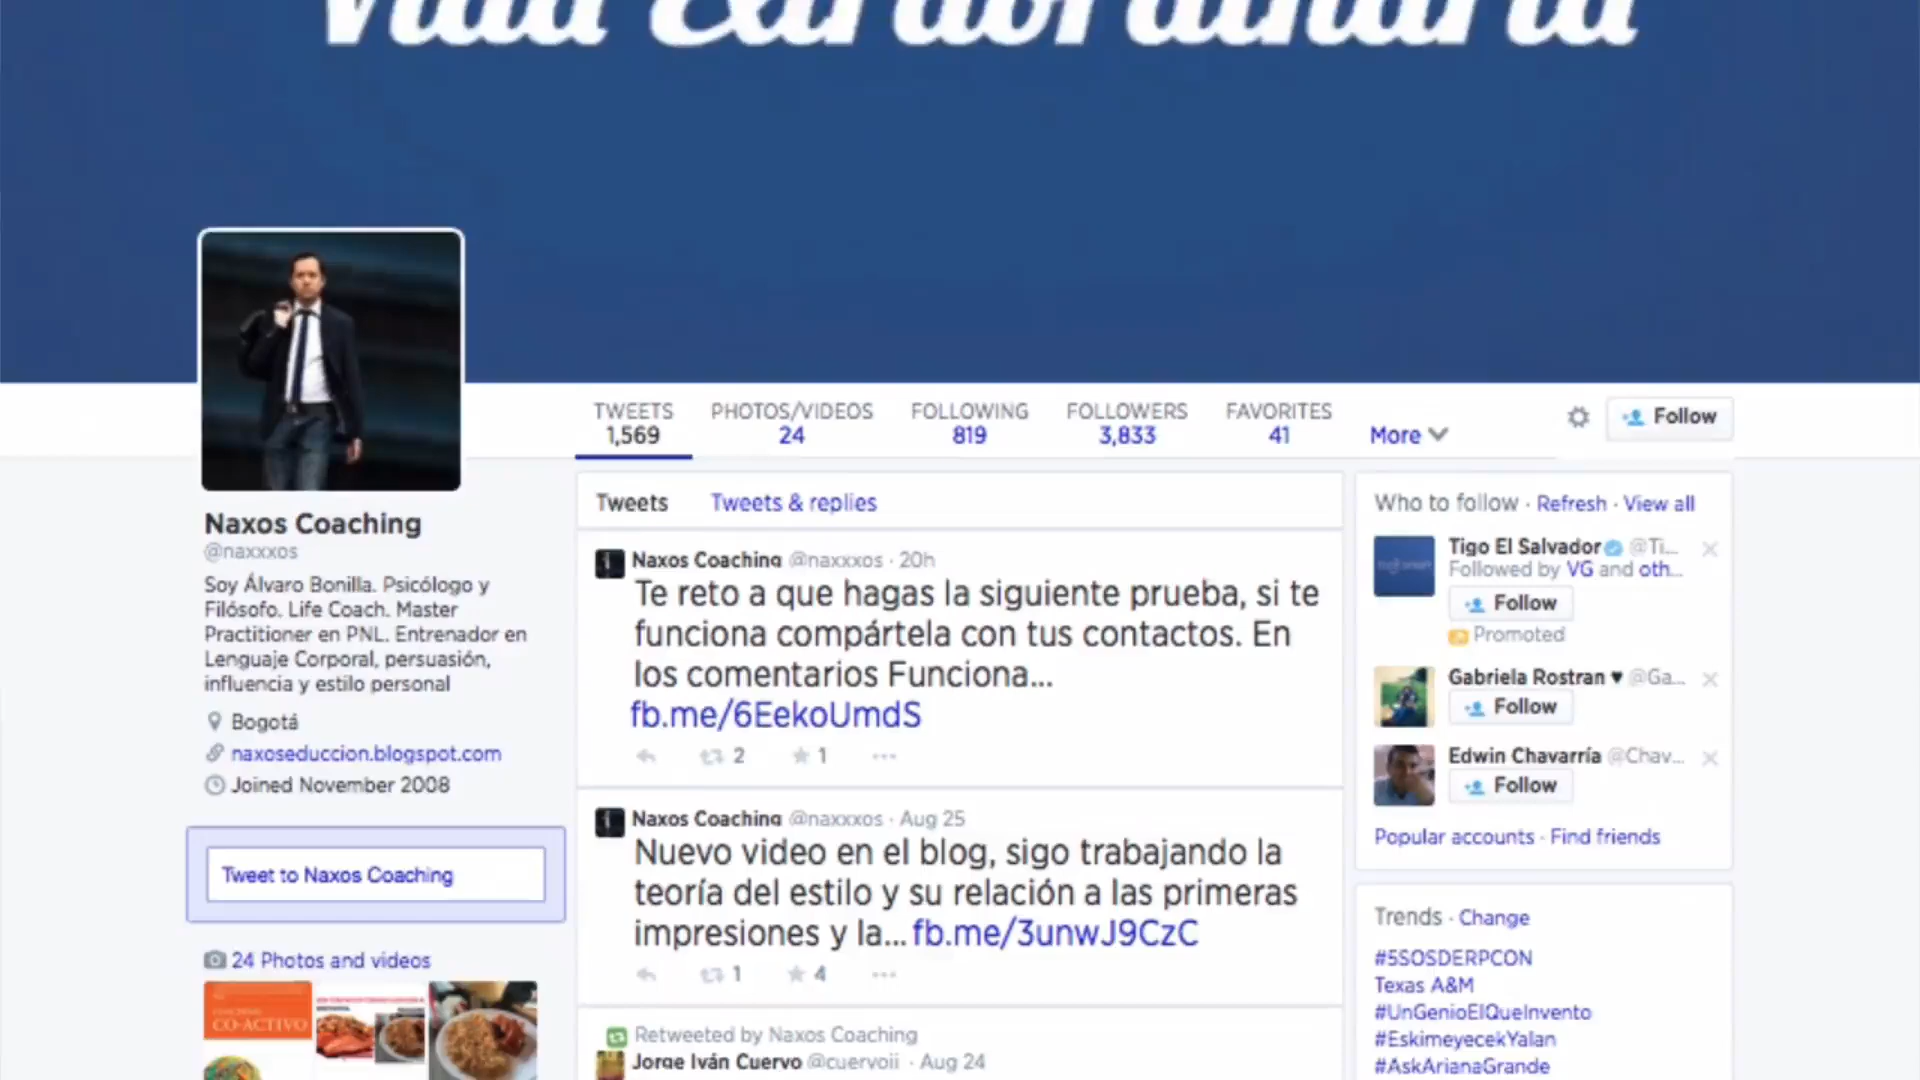 Vida Extraordinaria
TWEETS
1,569
PHOTOS/VIDEOS
24
FOLLOWING
819
FOLLOWERS
3,833
FAVORITES
41
More
Follow
Naxos Coaching
@naxxxos
Soy Álvaro Bonilla. Psicólogo y
Filósofo. Life Coach. Master
Practitioner en PNL. Entrenador en
Lenguaje Corporal, persuasión,
influencia y estilo personal
Bogotá
naxoseduccion.blogspot.com
Joined November 2008
Tweet to Naxos Coaching
24 Photos and videos
CO-ACTIVO
Tweets
Tweets & replies
Naxos Coaching @naxxxos · 20h
Te reto a que hagas la siguiente prueba, si te
funciona compártela con tus contactos. En
los comentarios Funciona...
fb.me/6EekoUmdS
2
1
Naxos Coaching @naxxxos · Aug 25
Nuevo video en el blog, sigo trabajando la
teoría del estilo y su relación a las primeras
impresiones y la... fb.me/3unwJ9CzC
1
4
Retweeted by Naxos Coaching
Jorge Iván Cuervo @cuervoii · Aug 24
Who to follow · Refresh · View all
Tigo El Salvador @Ti...
Followed by VG and oth...
Follow
Promoted
Gabriela Rostran ♥ @Ga...
Follow
Edwin Chavarría @Chav...
Follow
Popular accounts · Find friends
Trends · Change
#5SOSDERPCON
Texas A&M
#UnGenioElQueInvento
#EskimeyecekYalan
#AskArianaGrande